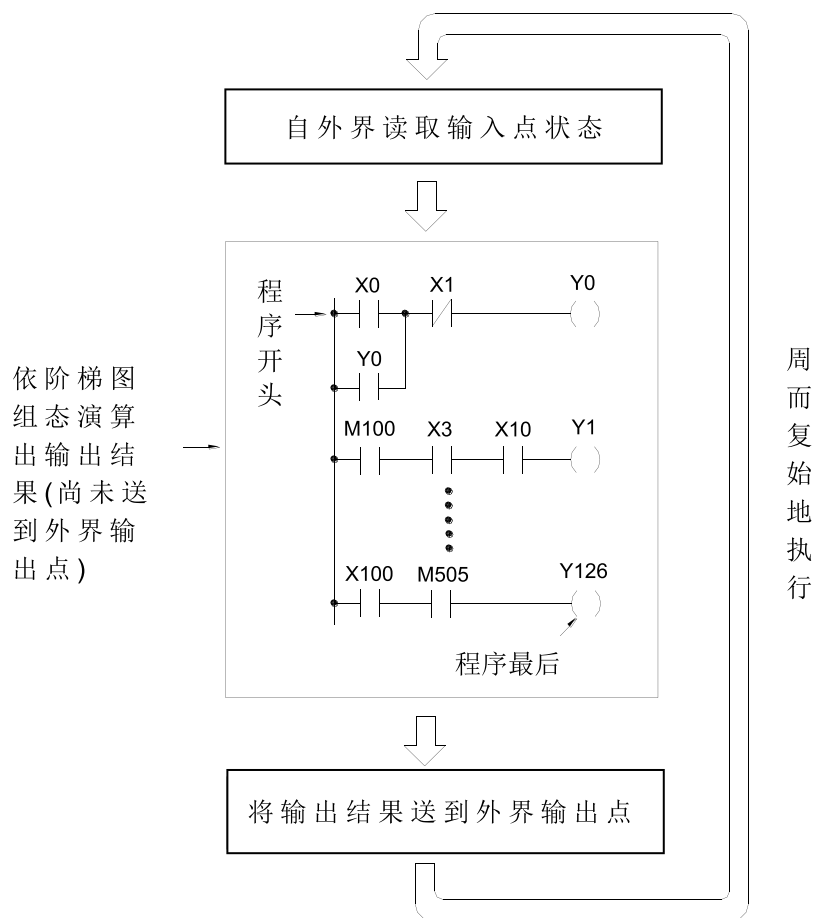 自外界读取输入点状态
程序开头
X0 X1 Y0
Y0
M100 X3 X10 Y1
X100 M505 Y126
程序最后
依阶梯图
组态演算
出输出结
果(尚未送
到外界输
出点)
周而复始地执行
将输出结果送到外界输出点